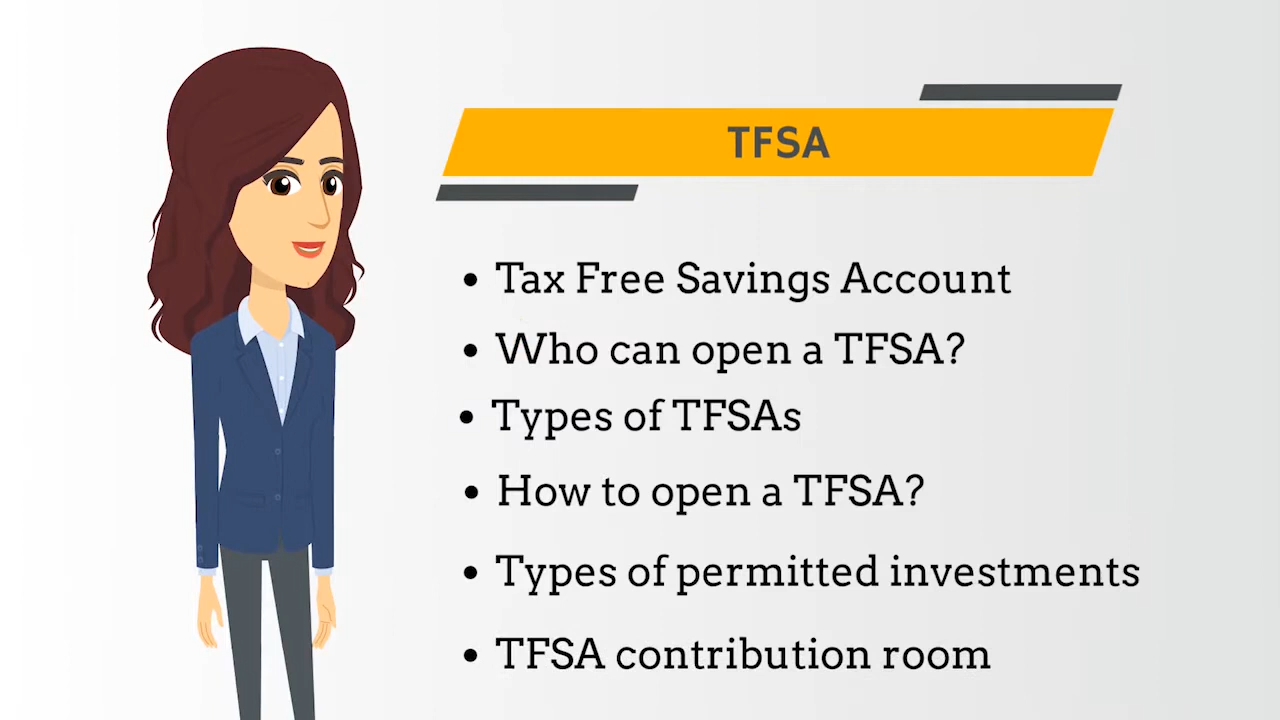 TFSA
• Tax Free Savings Account
• Who can open a TFSA?
• Types of TFSAs
• How to open a TFSA?
• Types of permitted investments
• TFSA contribution room